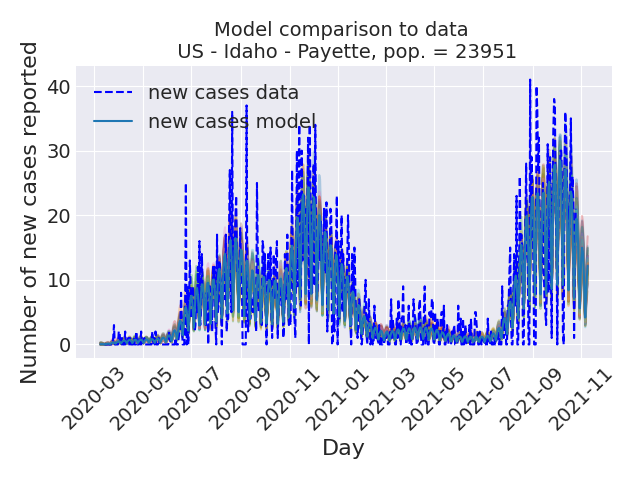 Model comparison to data
US - Idaho - Payette, pop. = 23951
Number of new cases reported
40
30
20
10
0
new cases data
new cases model
2020-03
2020-05
2020-07
2020-09
2020-11
2021-01
2021-03
2021-05
2021-07
2021-09
2021-11
Day